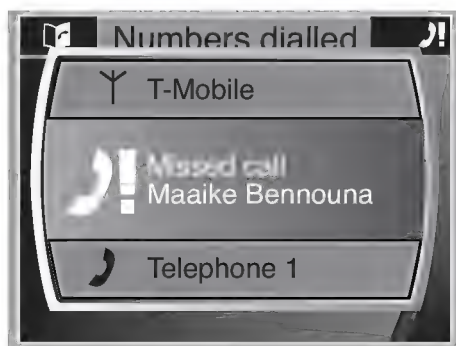 Numbers dialled
T-Mobile
Missed call
Maaike Bennouna
Telephone 1